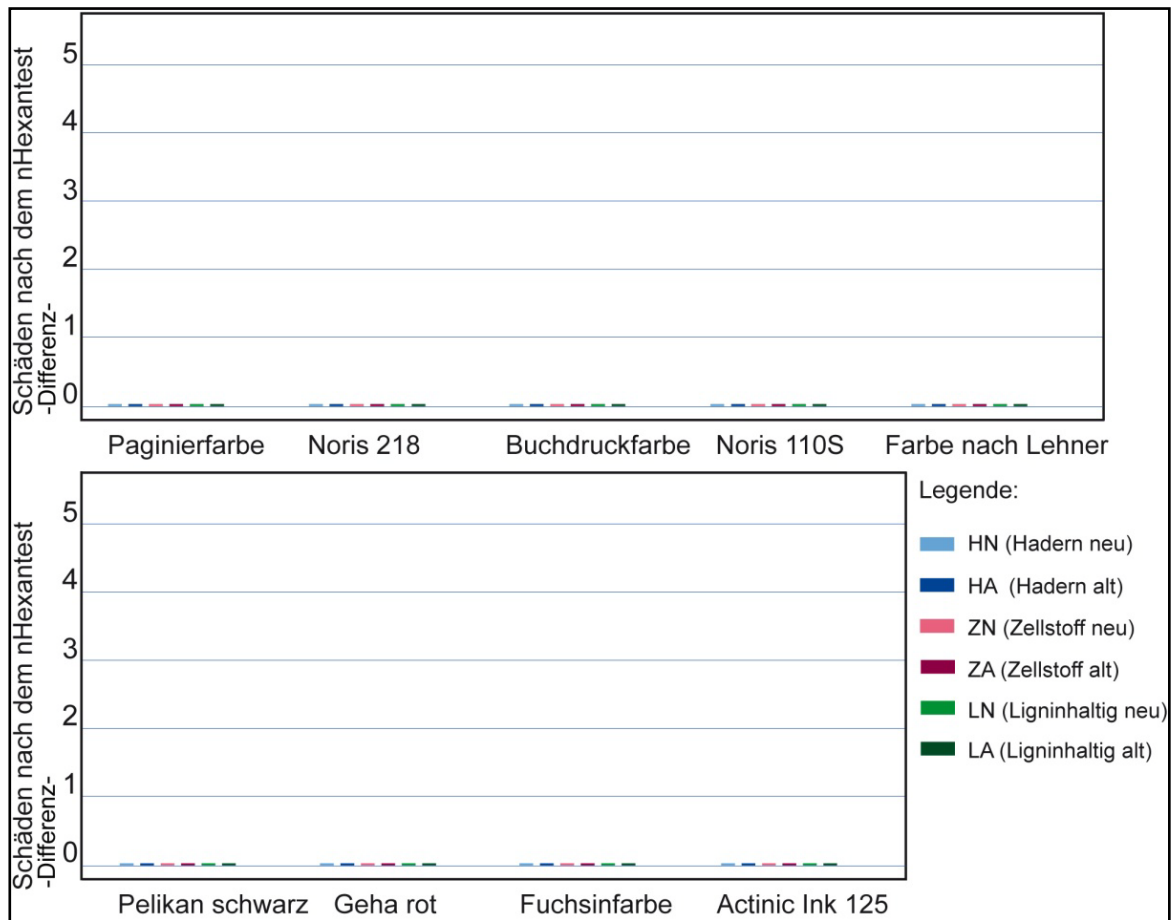 Schäden nach dem nHexantest
-Differenz-
5
4
3
2
1
0
Paginierfarbe Noris 218 Buchdruckfarbe Noris 110S Farbe nach Lehner
Schäden nach dem nHexantest
-Differenz-
5
4
3
2
1
0
Pelikan schwarz Geha rot Fuchsinfarbe Actinic Ink 125
Legende:
HN (Hadern neu)
HA (Hadern alt)
ZN (Zellstoff neu)
ZA (Zellstoff alt)
LN (Ligninhaltig neu)
LA (Ligninhaltig alt)